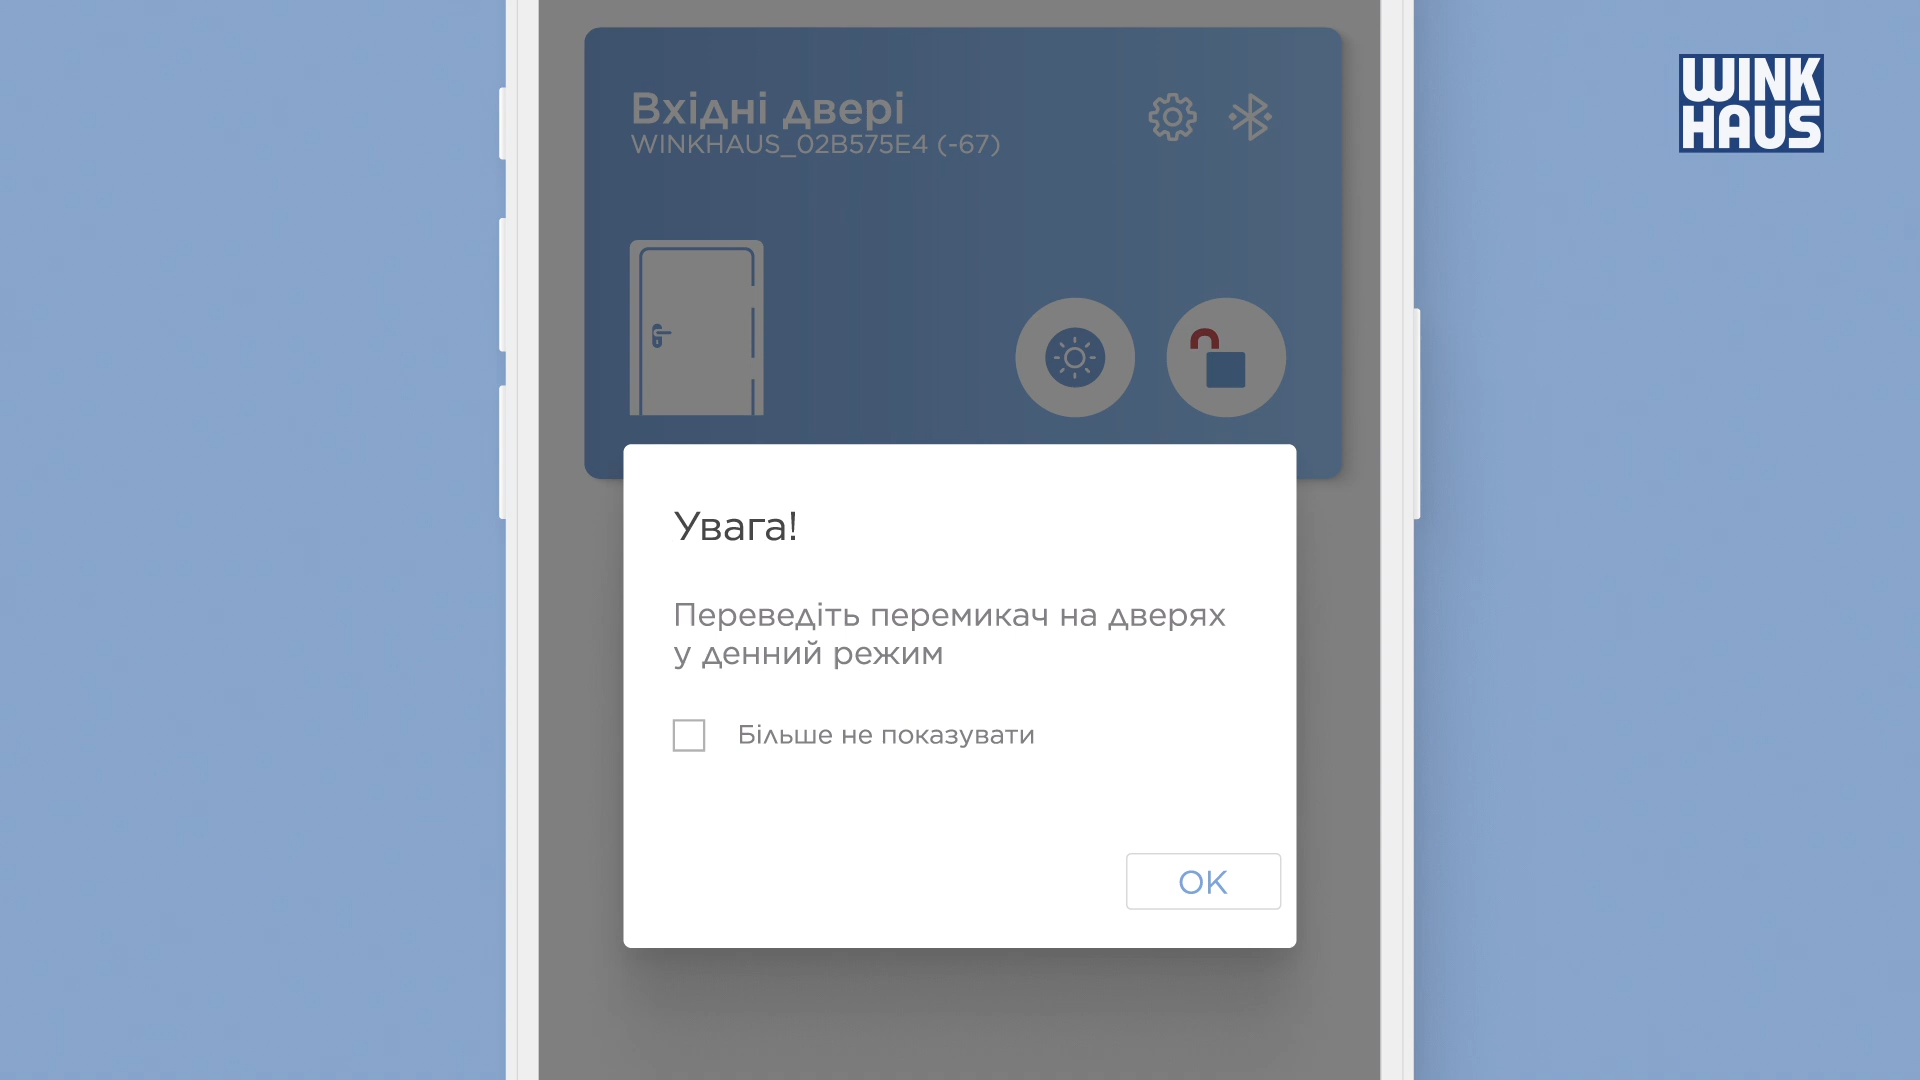 Вхідні двері
WINKHAUS_02B575E4 (-67)
WINK
HAUS
Увага!
Переведіть перемикач на дверях
у денний режим
Більше не показувати
OK